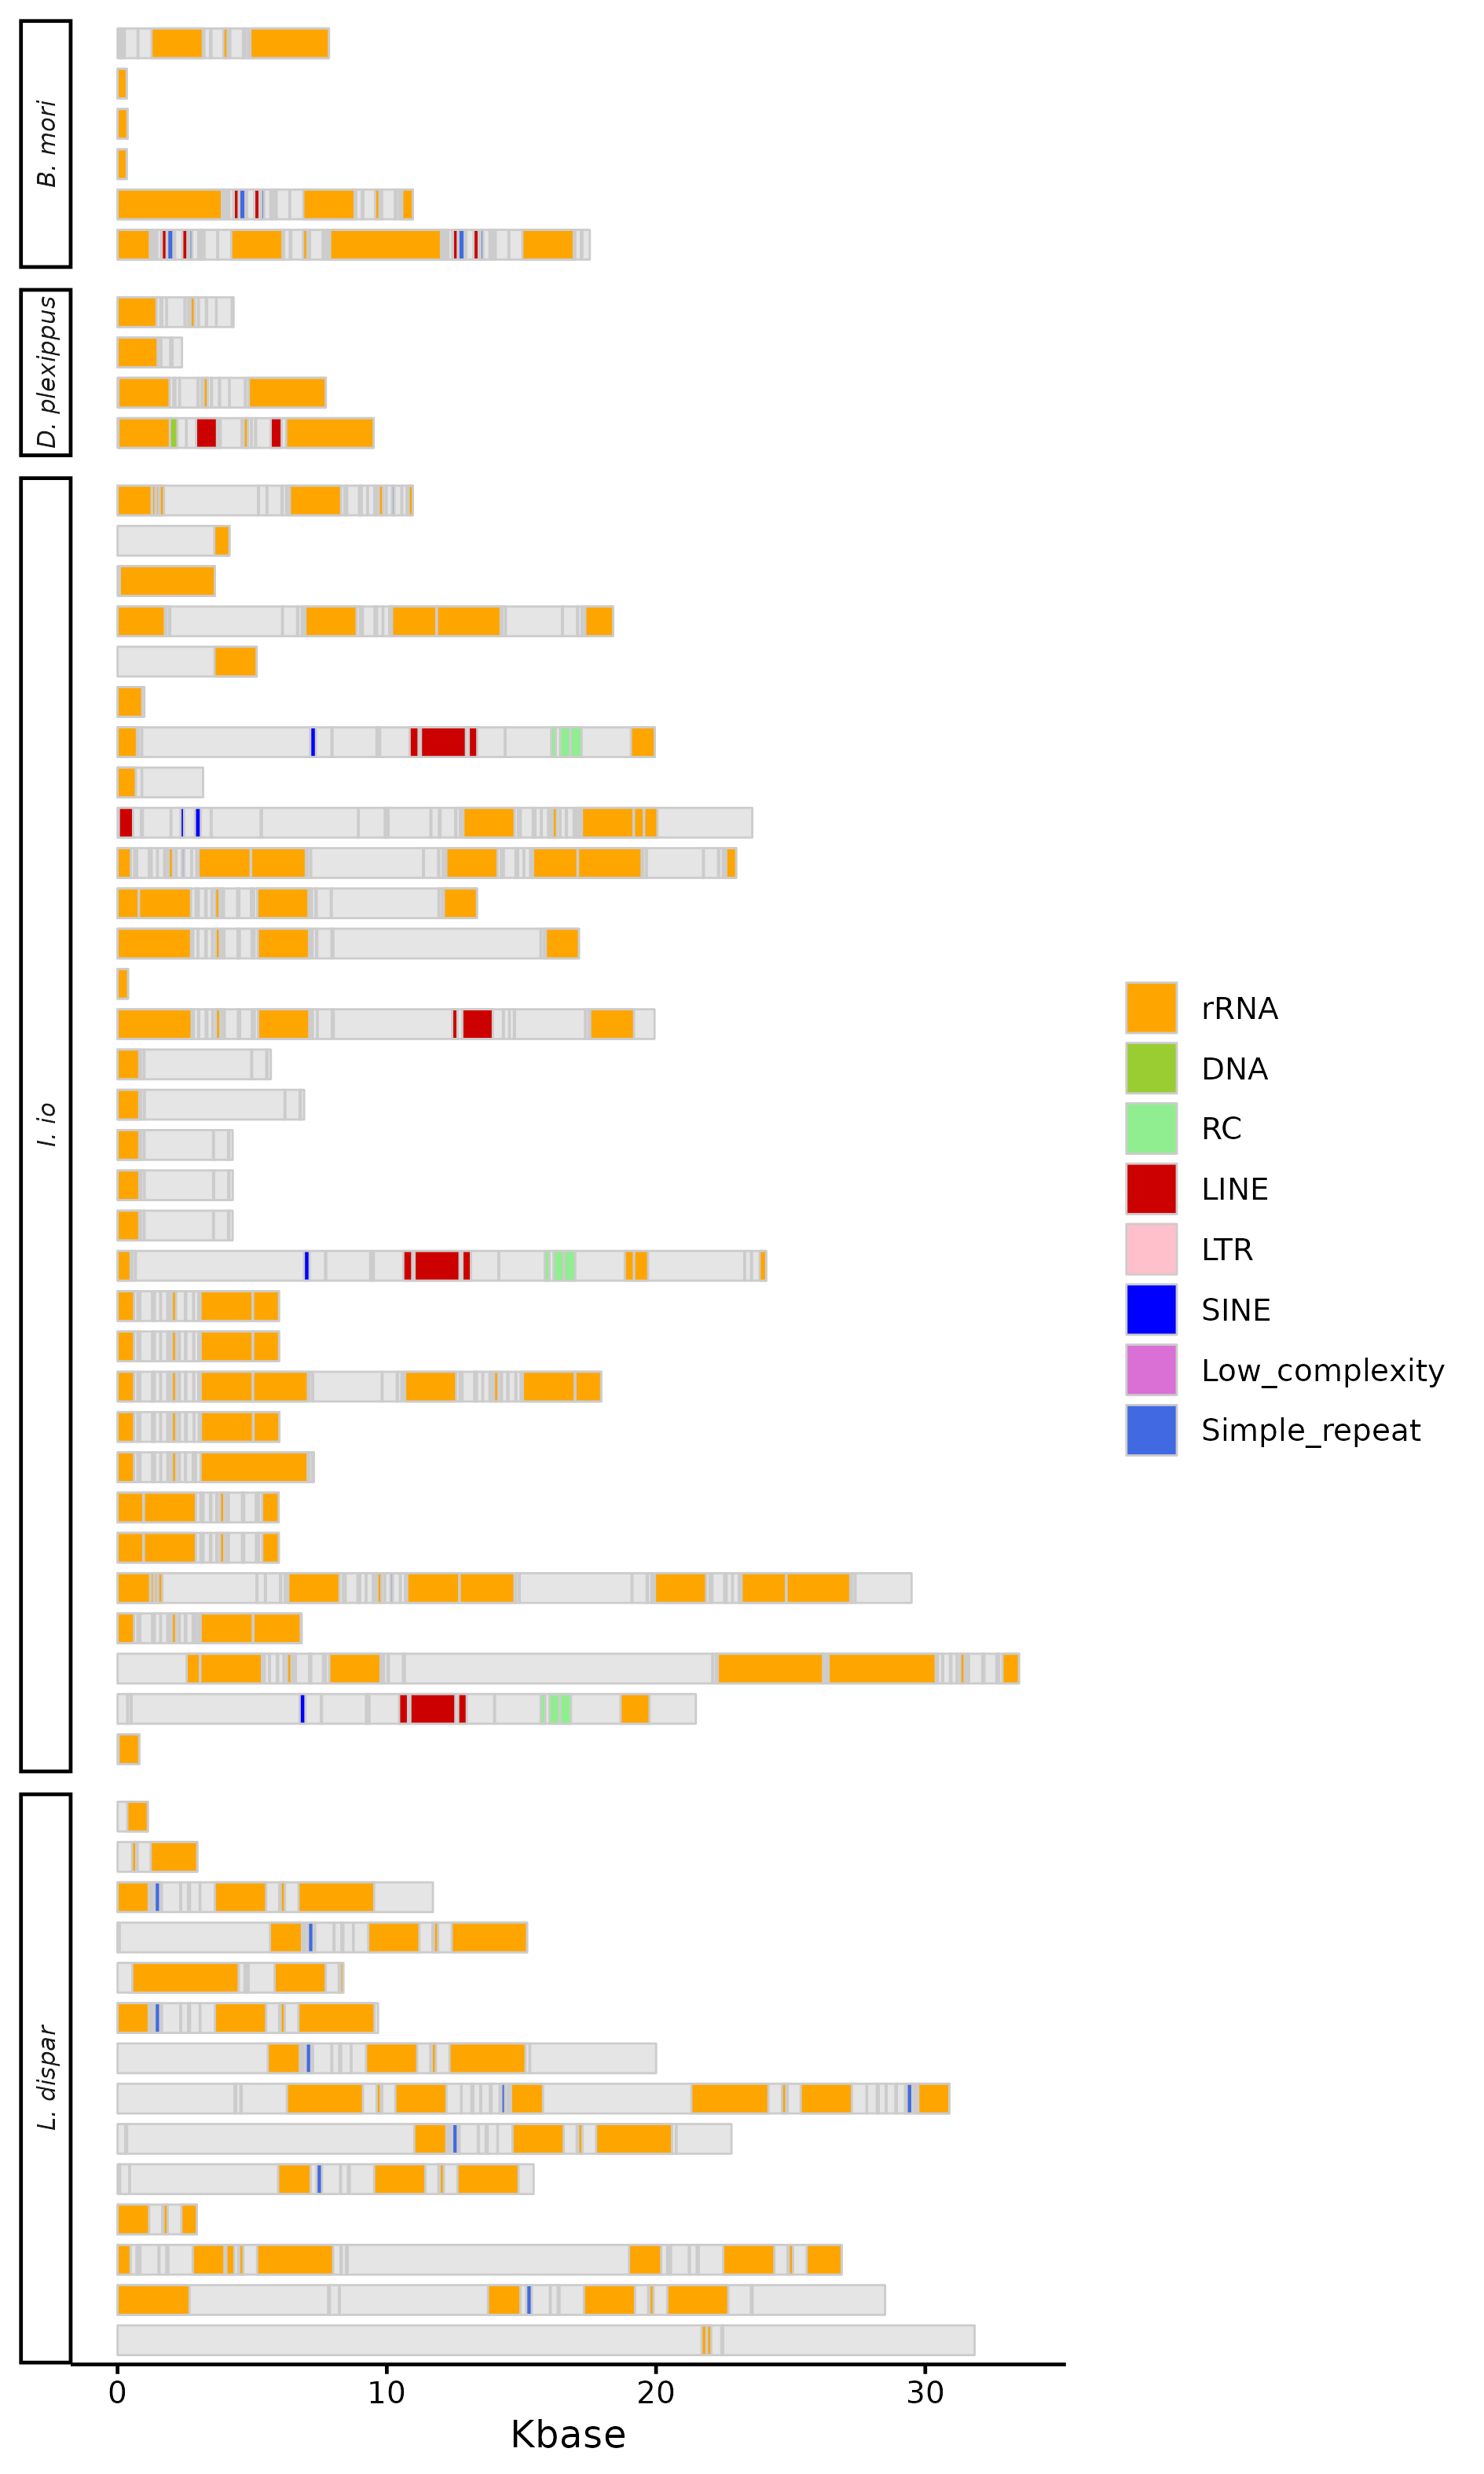 B. mori
D. plexippus
I. io
L. dispar
rRNA
DNA
RC
LINE
LTR
SINE
Low_complexity
Simple_repeat
0 10 20 30
Kbase